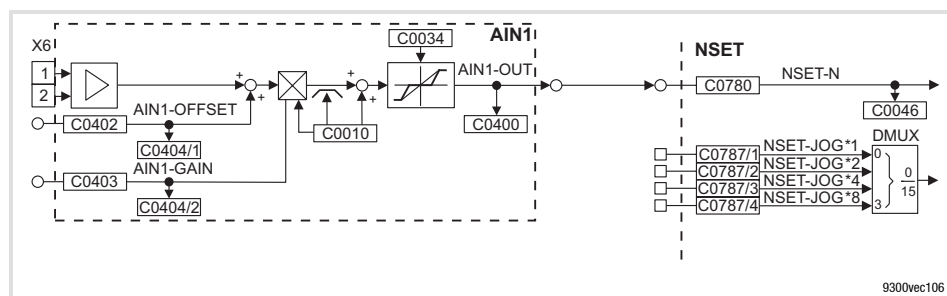 X6
AIN1
C0034
NSET
1
2
AIN1-OUT
NSET-N
C0780
C0046
AIN1-OFFSET
C0402
C0404/1
C0010
C0400
AIN1-GAIN
C0403
C0404/2
DMUX
C0787/1 NSET-JOG*1
C0787/2 NSET-JOG*2
C0787/3 NSET-JOG*4
C0787/4 NSET-JOG*8
0
3
0
15
+
+
+
+
9300vec106